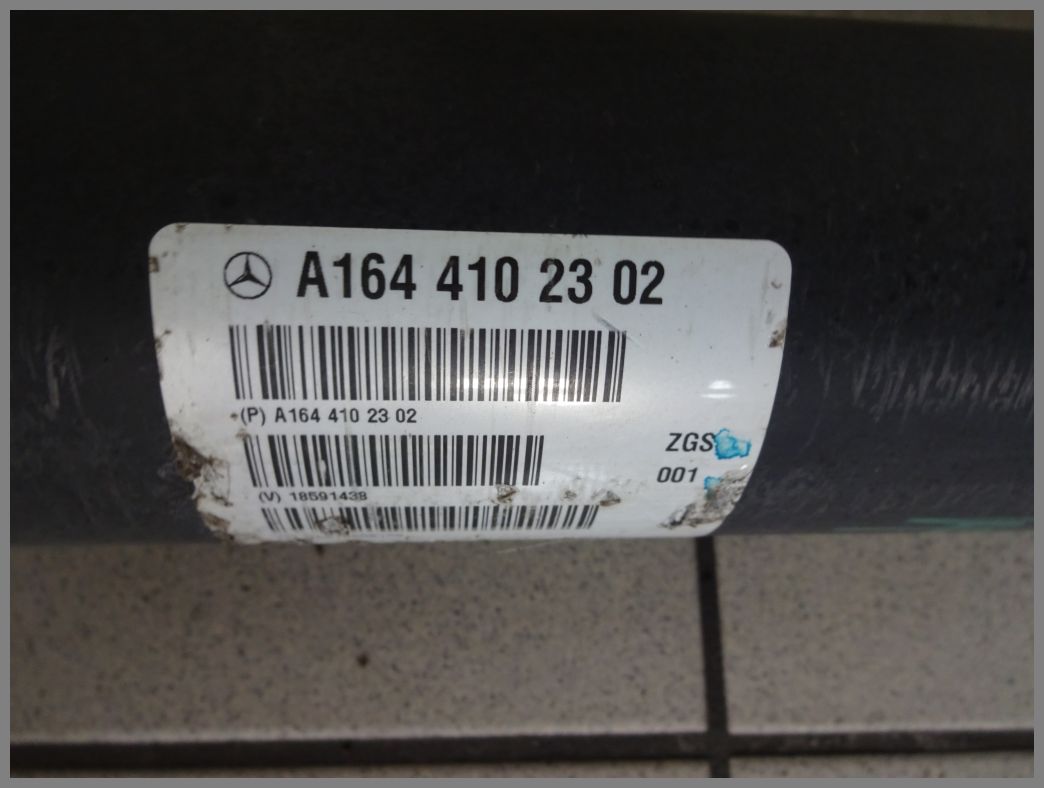 A164 410 23 02
(P) A164 410 23 02
ZGS
001
(V) 18591438